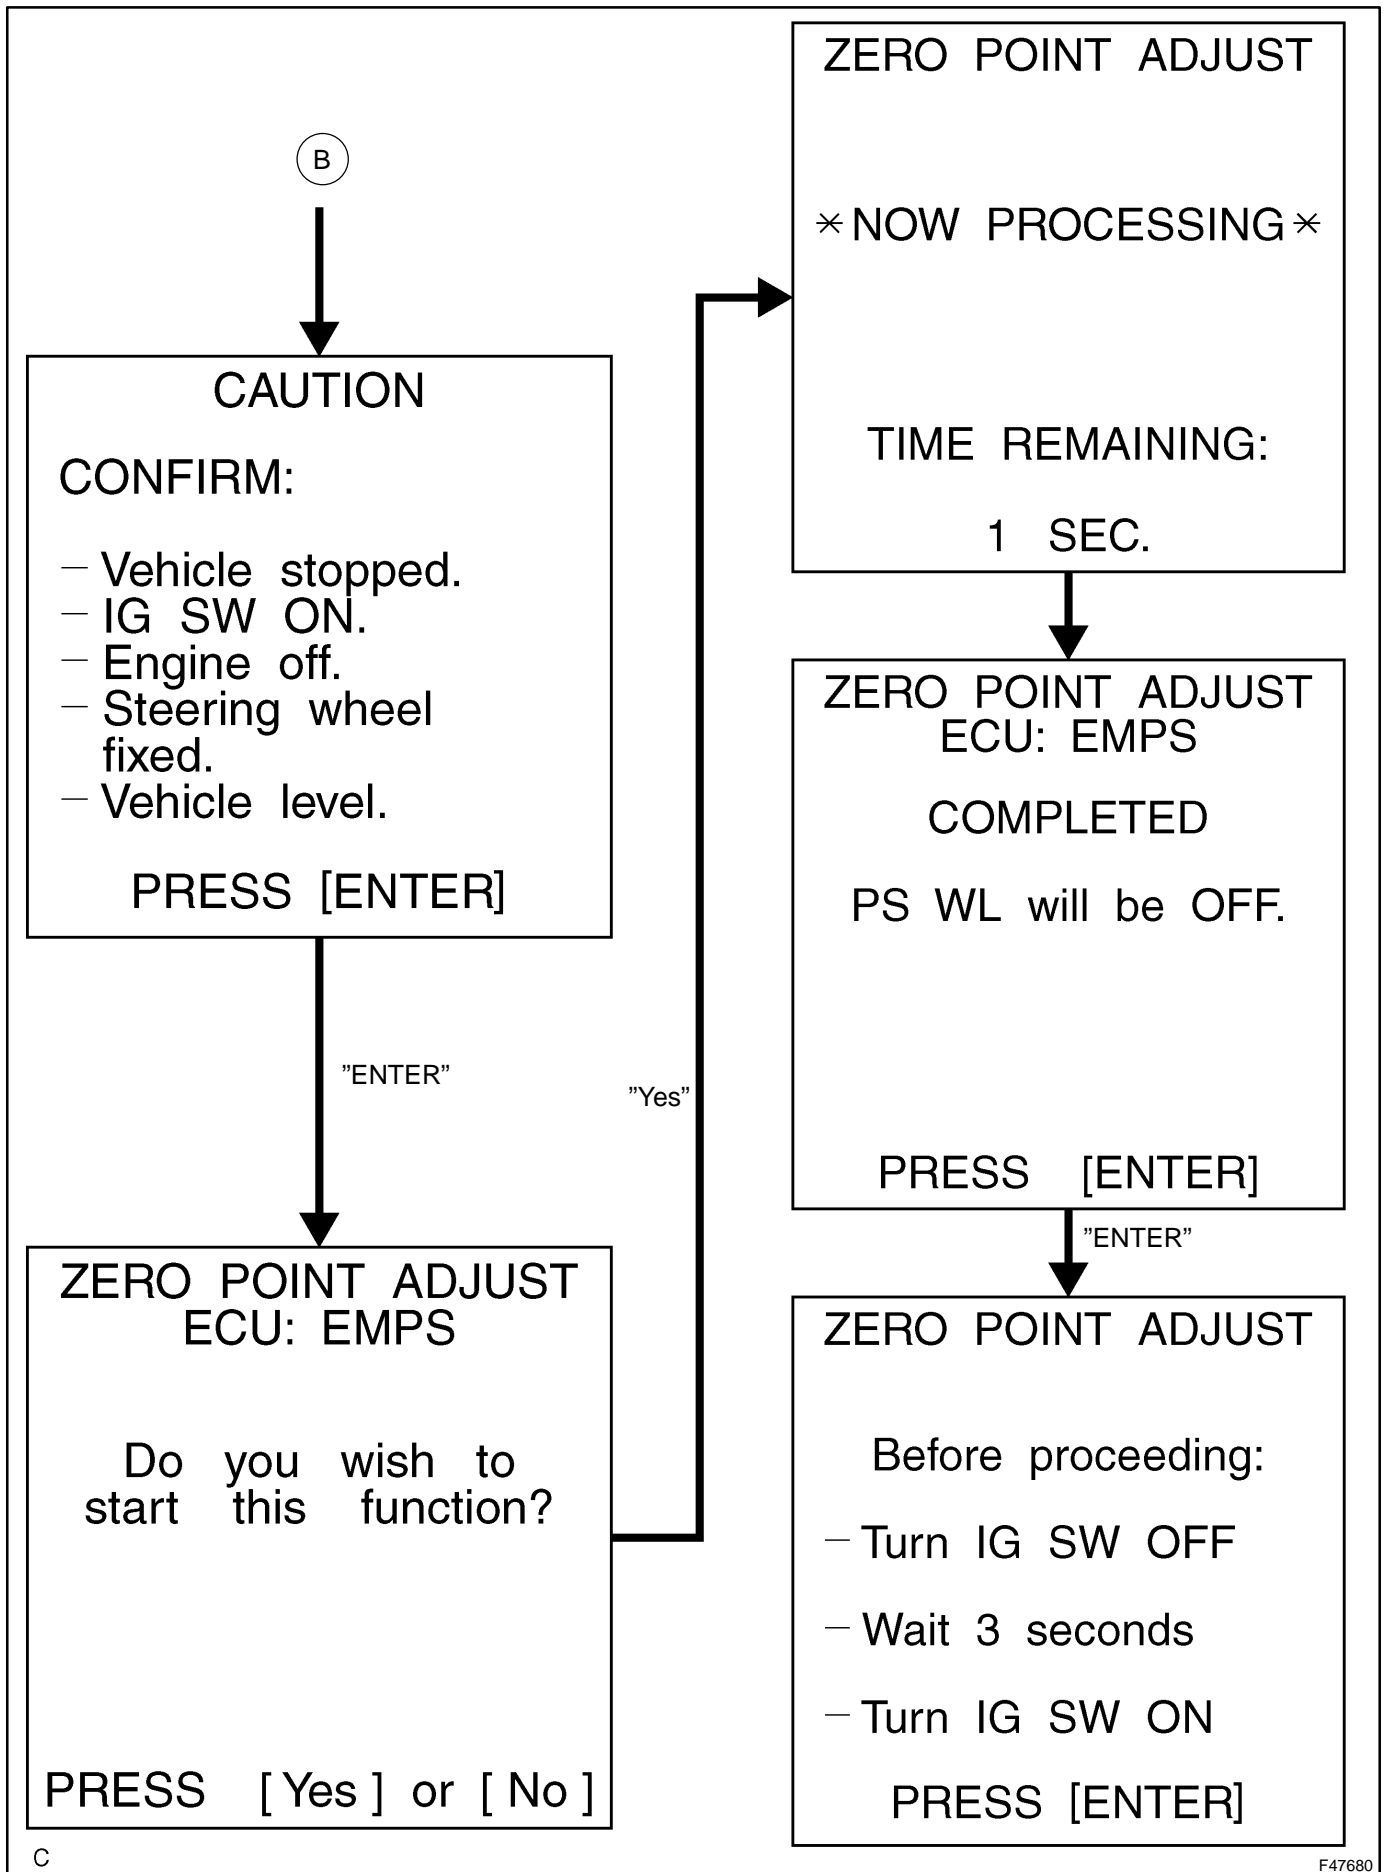 B
CAUTION
CONFIRM:
— Vehicle stopped.
— IG SW ON.
— Engine off.
— Steering wheel
fixed.
— Vehicle level.
PRESS [ENTER]
”ENTER”
ZERO POINT ADJUST
ECU: EMPS
Do you wish to
start this function?
PRESS [ Yes ] or [ No ]
”Yes”
ZERO POINT ADJUST
＊NOW PROCESSING＊
TIME REMAINING:
1 SEC.
ZERO POINT ADJUST
ECU: EMPS
COMPLETED
PS WL will be OFF.
PRESS [ENTER]
”ENTER”
ZERO POINT ADJUST
Before proceeding:
— Turn IG SW OFF
— Wait 3 seconds
— Turn IG SW ON
PRESS [ENTER]
C
F47680